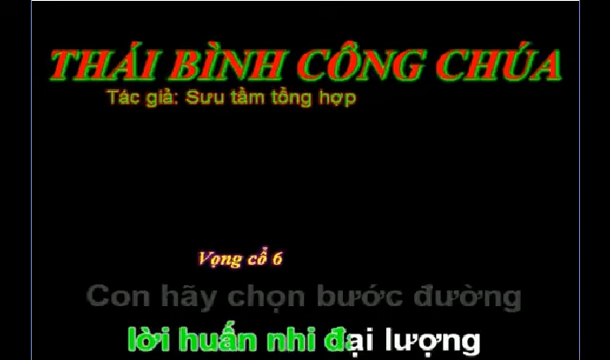 THÁI BÌNH CÔNG CHÚA
Tác giả: Sưu tầm tổng hợp
Vọng cổ 6
Con hãy chọn bước đường
lời huấn nhi đại lượng